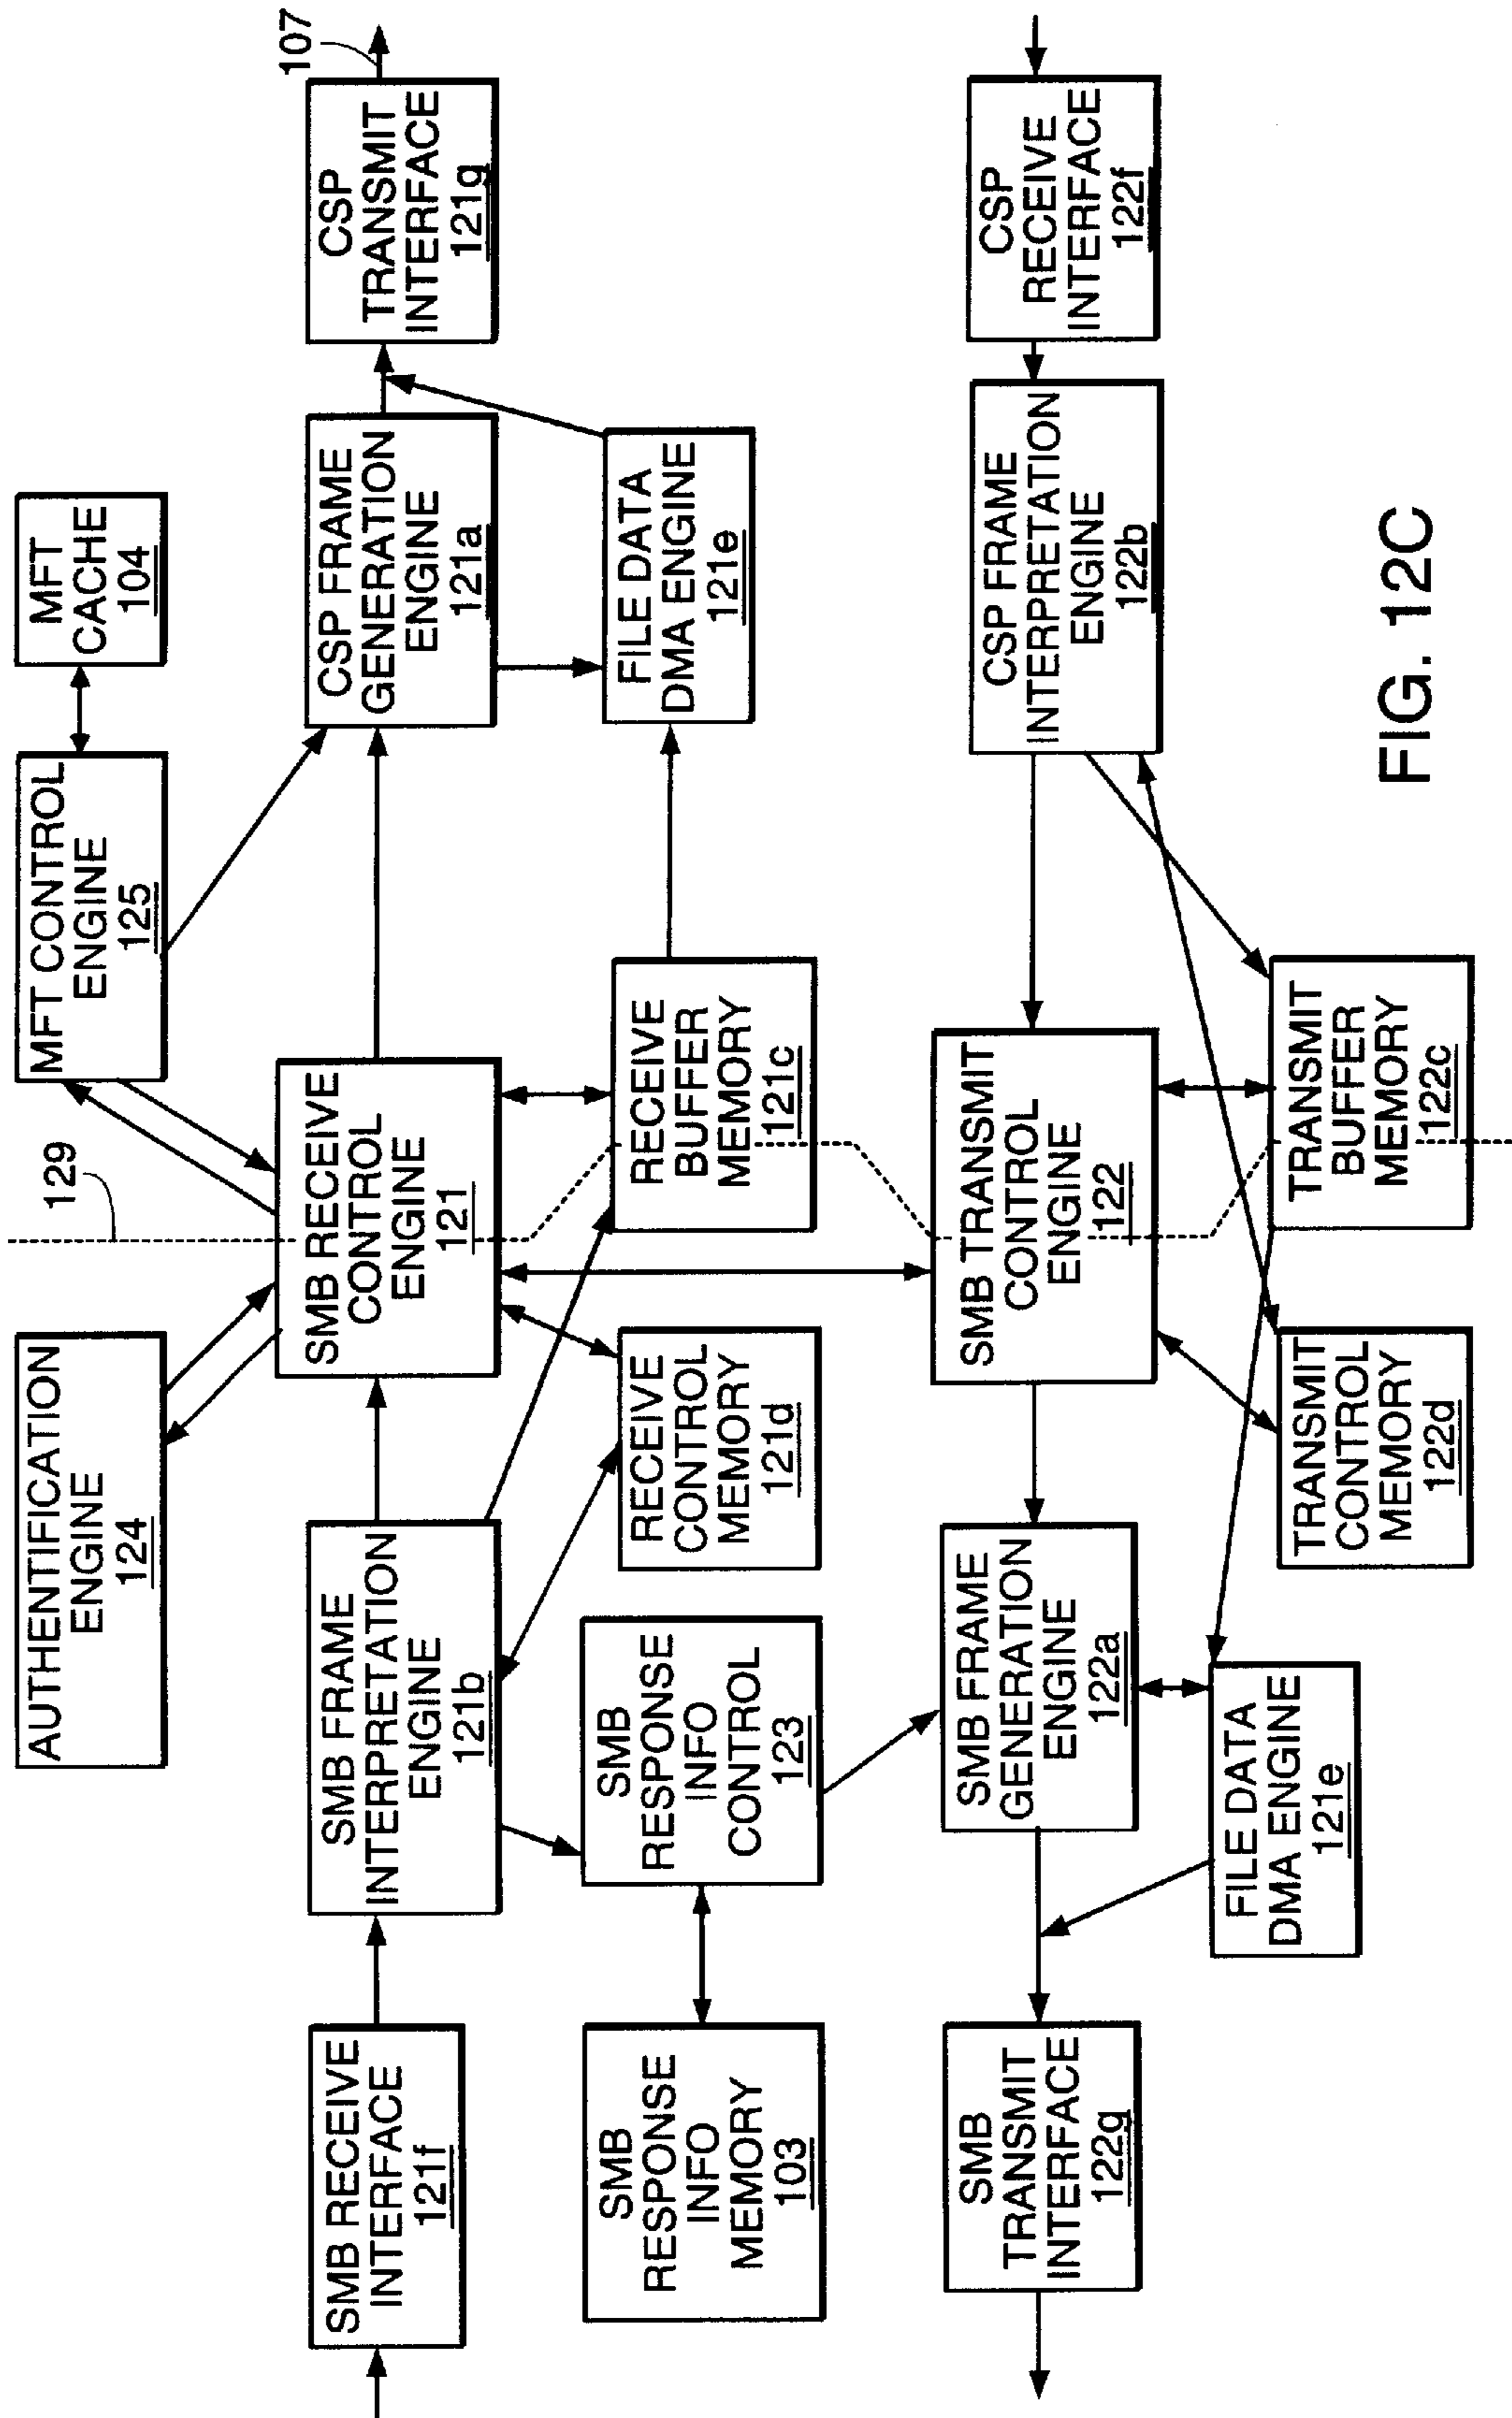 129
107
AUTHENTIFICATION
ENGINE
124
MFT CONTROL
ENGINE
125
MFT
CACHE
104
SMB RECEIVE
INTERFACE
121f
SMB FRAME
INTERPRETATION
ENGINE
121b
SMB RECEIVE
CONTROL
ENGINE
121
CSP FRAME
GENERATION
ENGINE
121a
CSP
TRANSMIT
INTERFACE
121g
SMB
RESPONSE
INFO
MEMORY
103
SMB
RESPONSE
INFO
CONTROL
123
RECEIVE
CONTROL
MEMORY
121d
RECEIVE
BUFFER
MEMORY
121c
FILE DATA
DMA ENGINE
121e
SMB
TRANSMIT
INTERFACE
122g
SMB FRAME
GENERATION
ENGINE
122a
SMB TRANSMIT
CONTROL
ENGINE
122
CSP FRAME
INTERPRETATION
ENGINE
122b
CSP
RECEIVE
INTERFACE
122f
FILE DATA
DMA ENGINE
121e
TRANSMIT
CONTROL
MEMORY
122d
TRANSMIT
BUFFER
MEMORY
122c
FIG. 12C